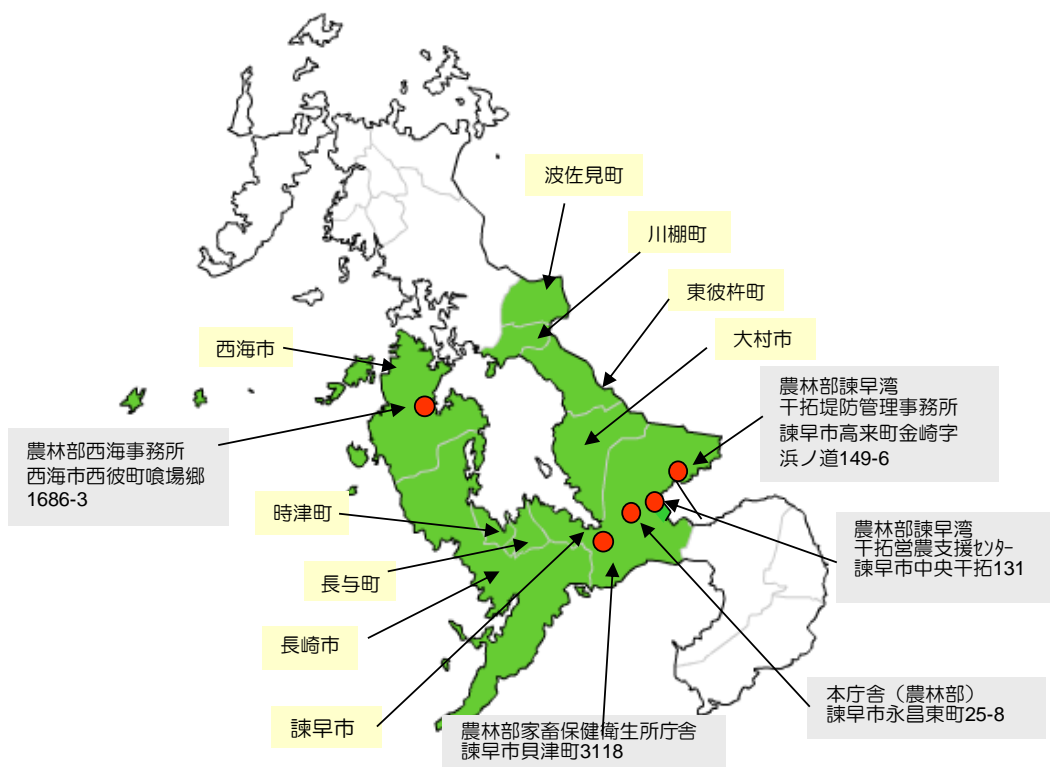 波佐見町
川棚町
東彼杵町
大村市
西海市
農林部諫早湾
干拓堤防管理事務所
諫早市高来町金崎字
浜ノ道149-6
農林部西海事務所
西海市西彼町喰場郷
1686-3
時津町
農林部諫早湾
干拓営農支援ｾﾝﾀｰ
諫早市中央干拓131
長与町
長崎市
本庁舎（農林部）
諫早市永昌東町25-8
諫早市
農林部家畜保健衛生所庁舎
諫早市貝津町3118